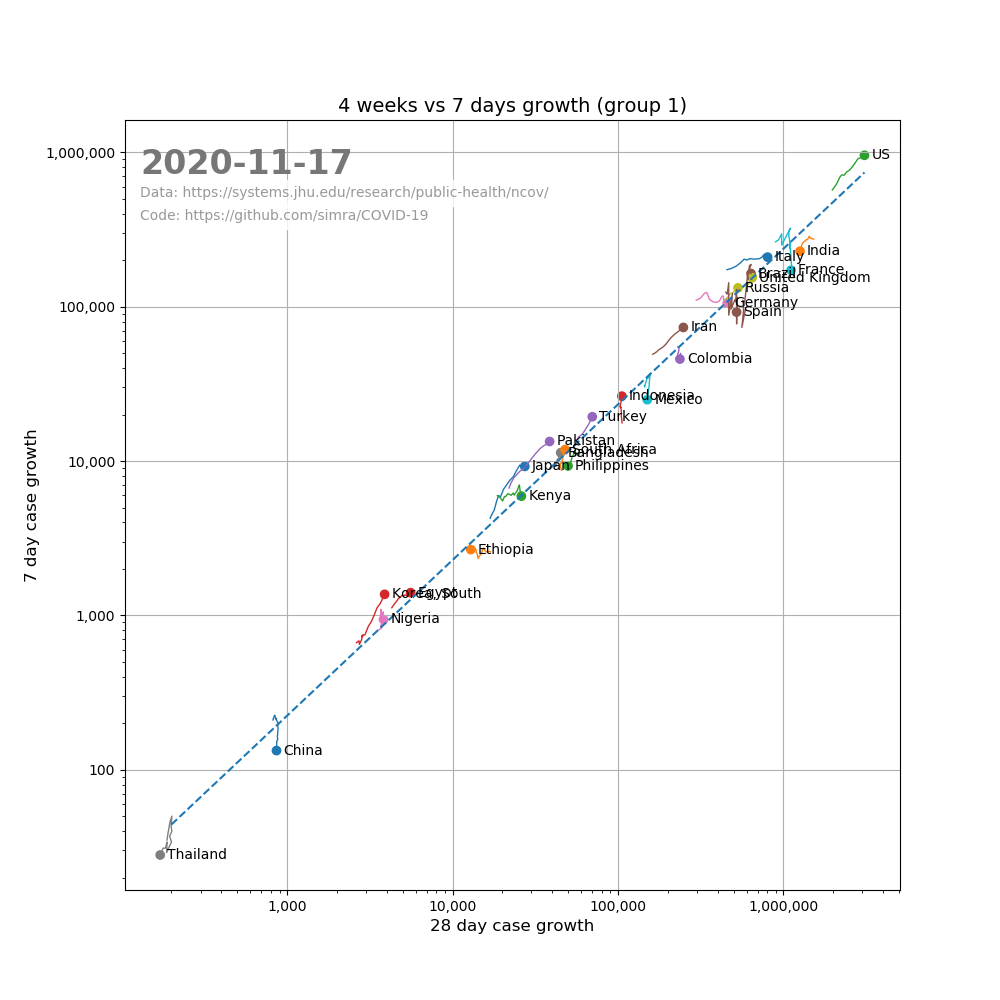 4 weeks vs 7 days growth (group 1)
2020-11-17
Data: https://systems.jhu.edu/research/public-health/ncov/
Code: https://github.com/simra/COVID-19
1,000,000
100,000
10,000
1,000
100
7 day case growth
US
India
Italy
France
Brazil
United Kingdom
Russia
Germany
Spain
Iran
Colombia
Indonesia
Mexico
Turkey
Pakistan
South Africa
Bangladesh
Japan
Philippines
Kenya
Ethiopia
Korea, South
Egypt
Nigeria
China
Thailand
1,000
10,000
100,000
1,000,000
28 day case growth